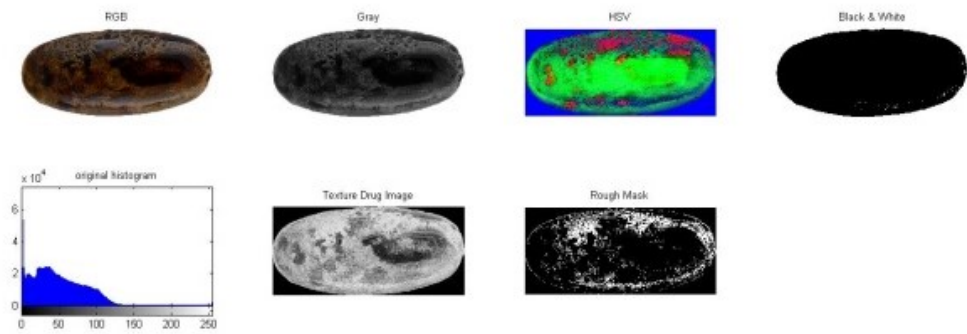 RGB
Gray
HSV
Black & White
original histogram
x 10^4
6
4
2
0
0 50 100 150 200 250
Texture Drug Image
Rough Mask